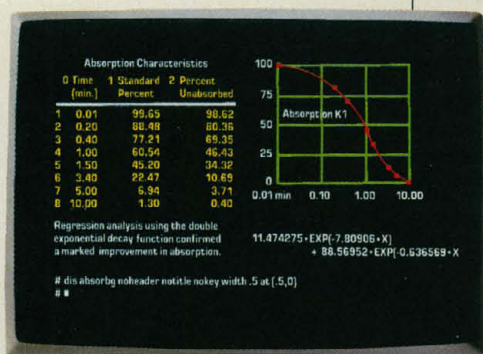 Absorption Characteristics
0 Time 1 Standard 2 Percent
(min.) Percent Unabsorbed
1 0.01 99.65 98.62
2 0.20 88.48 80.36
3 0.40 77.21 69.35
4 1.00 60.54 46.43
5 1.50 45.20 34.32
6 3.40 22.47 10.69
7 5.00 6.94 3.71
8 10.00 1.30 0.40
100
75
50
25
0
Absorption K1
0.01 min 0.10 1.00 10.00
Regression analysis using the double
exponential decay function confirmed
a marked improvement in absorption.
11.474275*EXP(-7.80906*X)
+ 88.56952*EXP(-0.636569*X
# dis absorbg noheader notitle nokey width .5 at (.5,0)
#